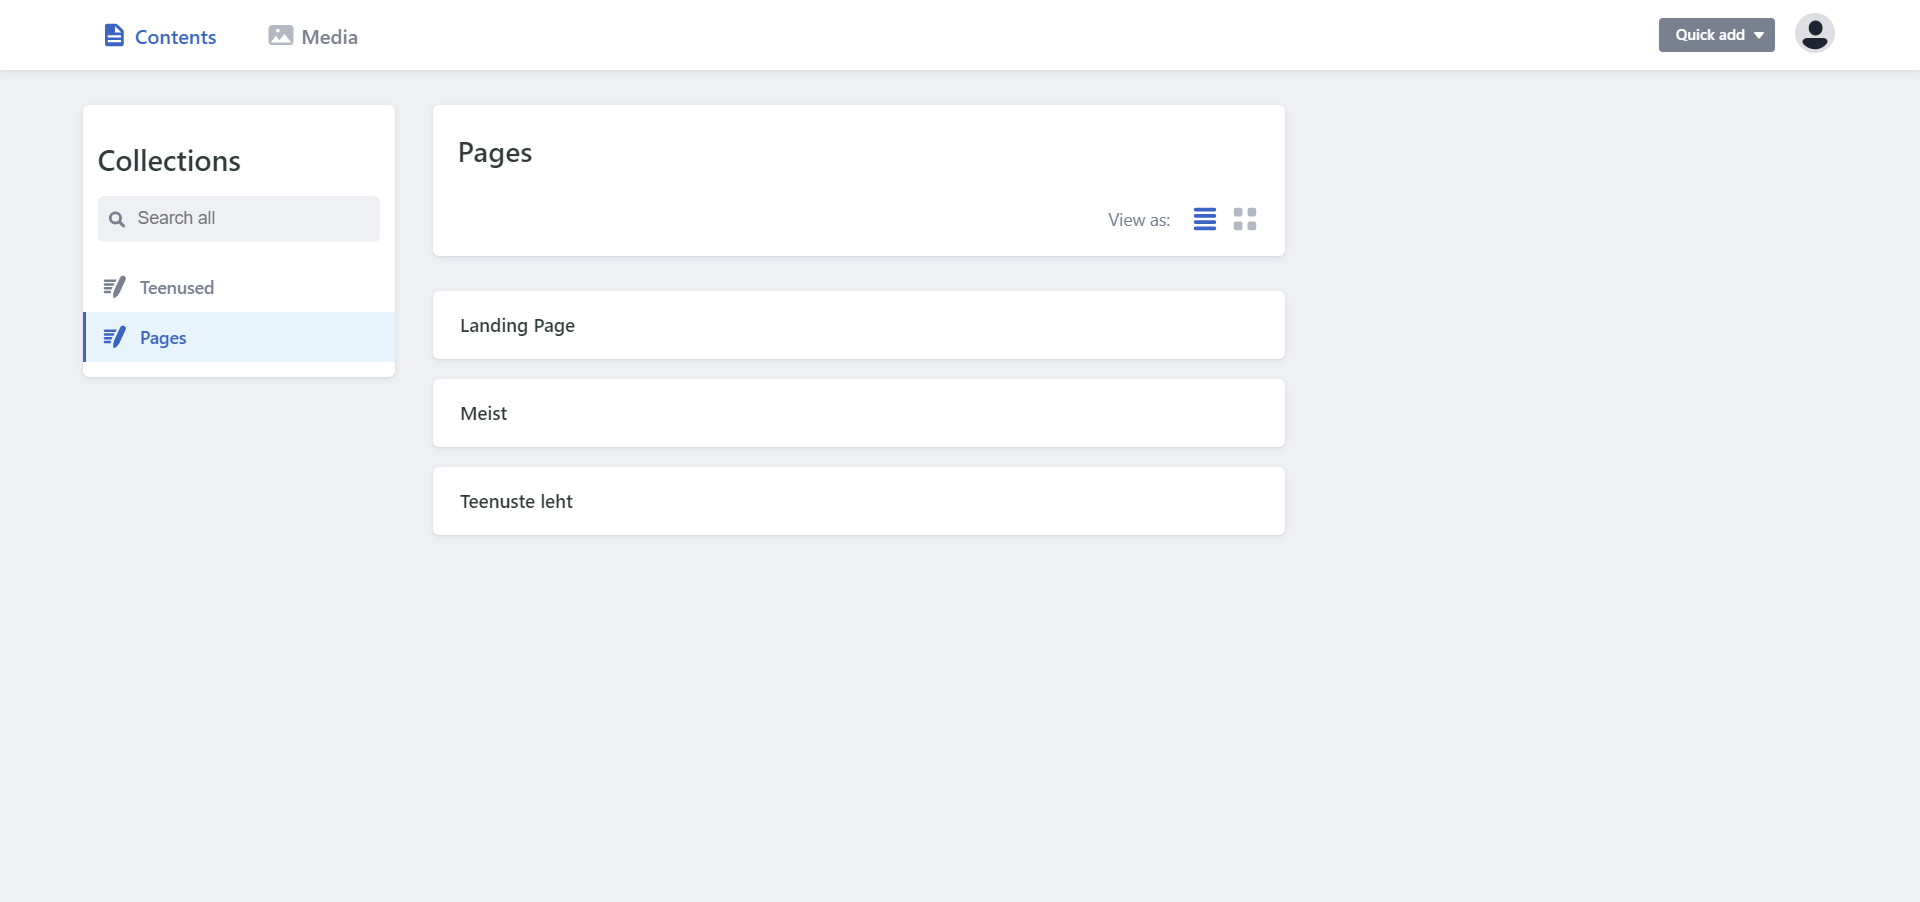 Contents
Media
Quick add
Collections
Search all
Teenused
Pages
Pages
View as:
Landing Page
Meist
Teenuste leht